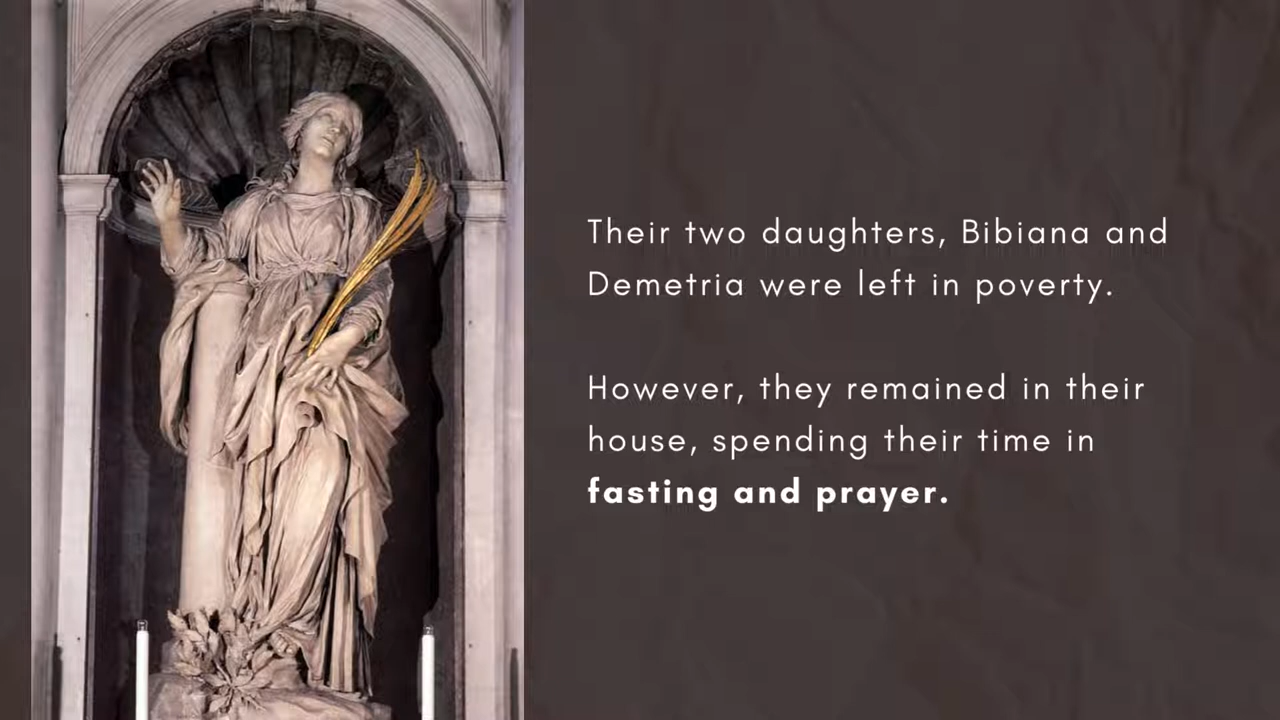 Their two daughters, Bibiana and
Demetria were left in poverty.
However, they remained in their
house, spending their time in
fasting and prayer.